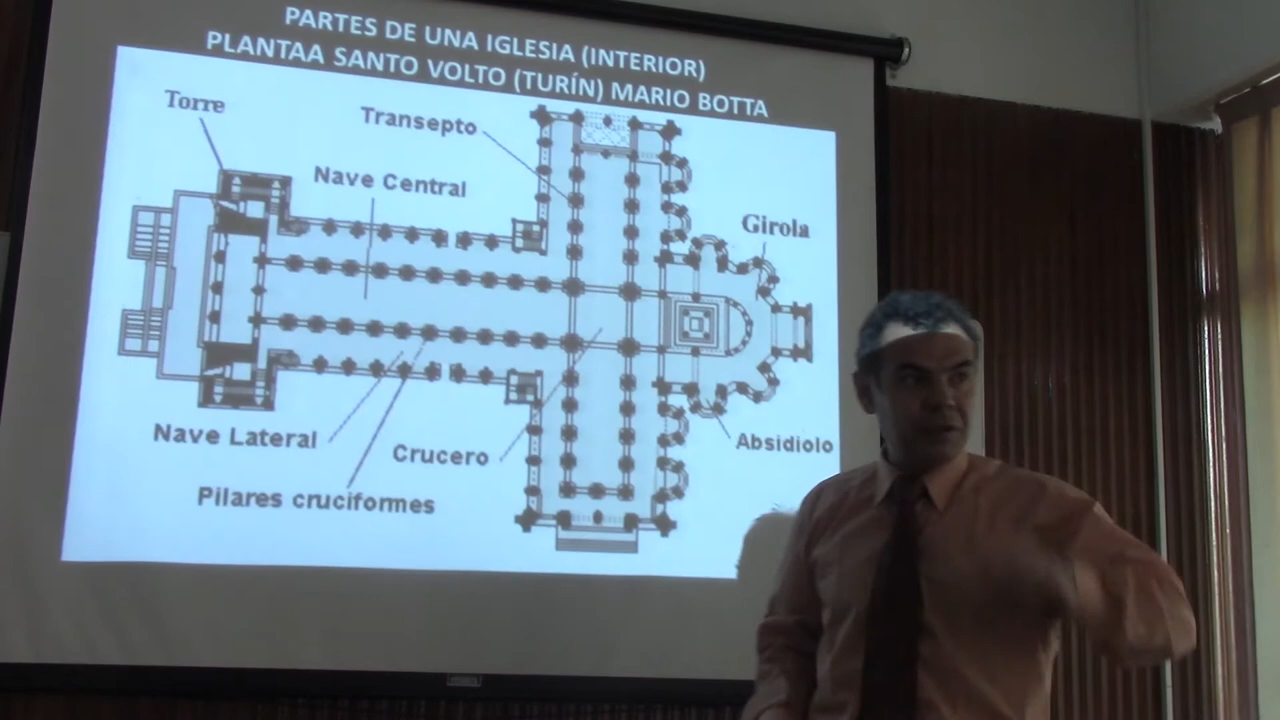 PARTES DE UNA IGLESIA (INTERIOR)
PLANTAA SANTO VOLTO (TURÍN) MARIO BOTTA
Torre
Transepto
Nave Central
Girola
Nave Lateral
Crucero
Absidiolo
Pilares cruciformes